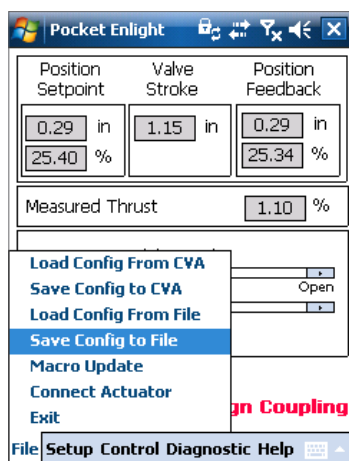 Pocket Enlight
Position Setpoint
Valve Stroke
Position Feedback
0.29 in
1.15 in
0.29 in
25.40 %
25.34 %
Measured Thrust 1.10 %
Load Config From CVA
Save Config to CVA
Open
Load Config From File
Save Config to File
Macro Update
Connect Actuator
gn Coupling
Exit
File Setup Control Diagnostic Help